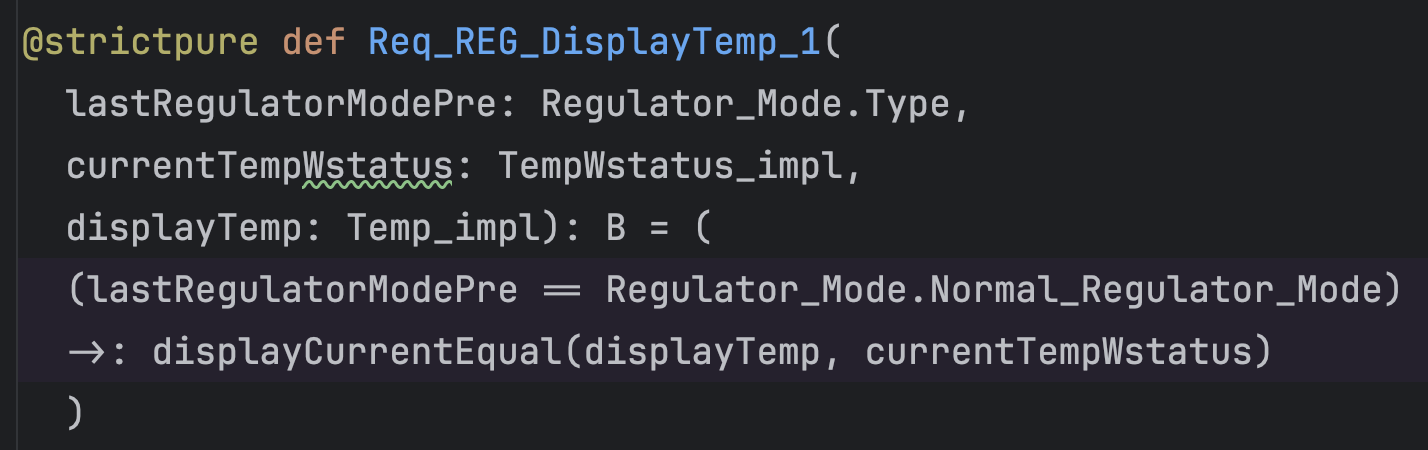 @strictpure def Req_REG_DisplayTemp_1(
  lastRegulatorModePre: Regulator_Mode.Type,
  currentTempWstatus: TempWstatus_impl,
  displayTemp: Temp_impl): B = (
  (lastRegulatorModePre == Regulator_Mode.Normal_Regulator_Mode)
  ->: displayCurrentEqual(displayTemp, currentTempWstatus)
  )